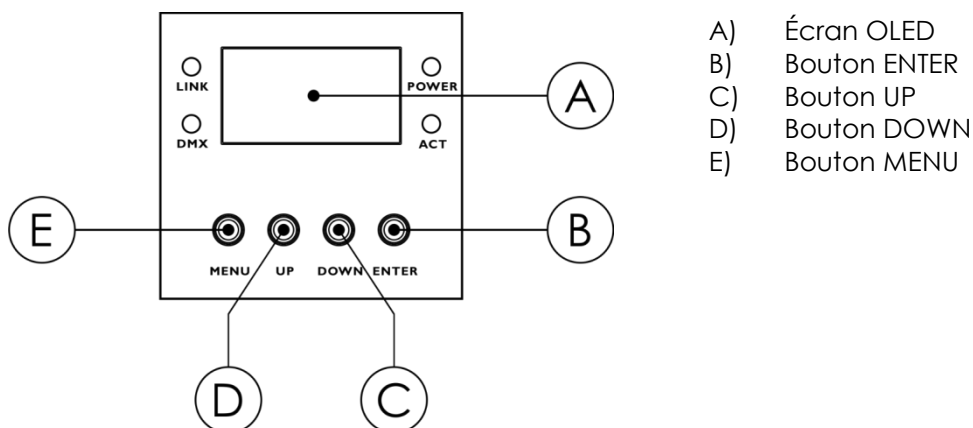 LINK
POWER
DMX
ACT
A
E
B
MENU UP DOWN ENTER
D
C
A) Écran OLED
B) Bouton ENTER
C) Bouton UP
D) Bouton DOWN
E) Bouton MENU